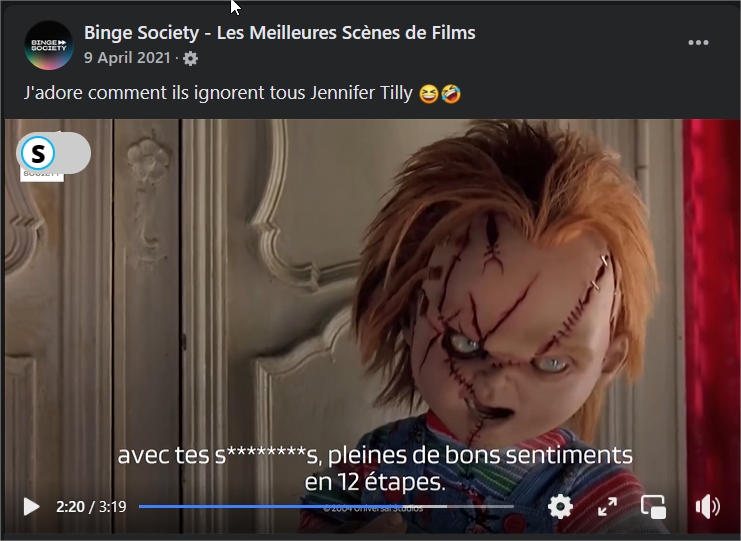 Binge Society - Les Meilleures Scènes de Films
BINGE
SOCIETY
9 April 2021
J'adore comment ils ignorent tous Jennifer Tilly 😆🤣
S
SOCIETY
avec tes s********s, pleines de bons sentiments
en 12 étapes.
©2004 Universal Studios
2:20 / 3:19